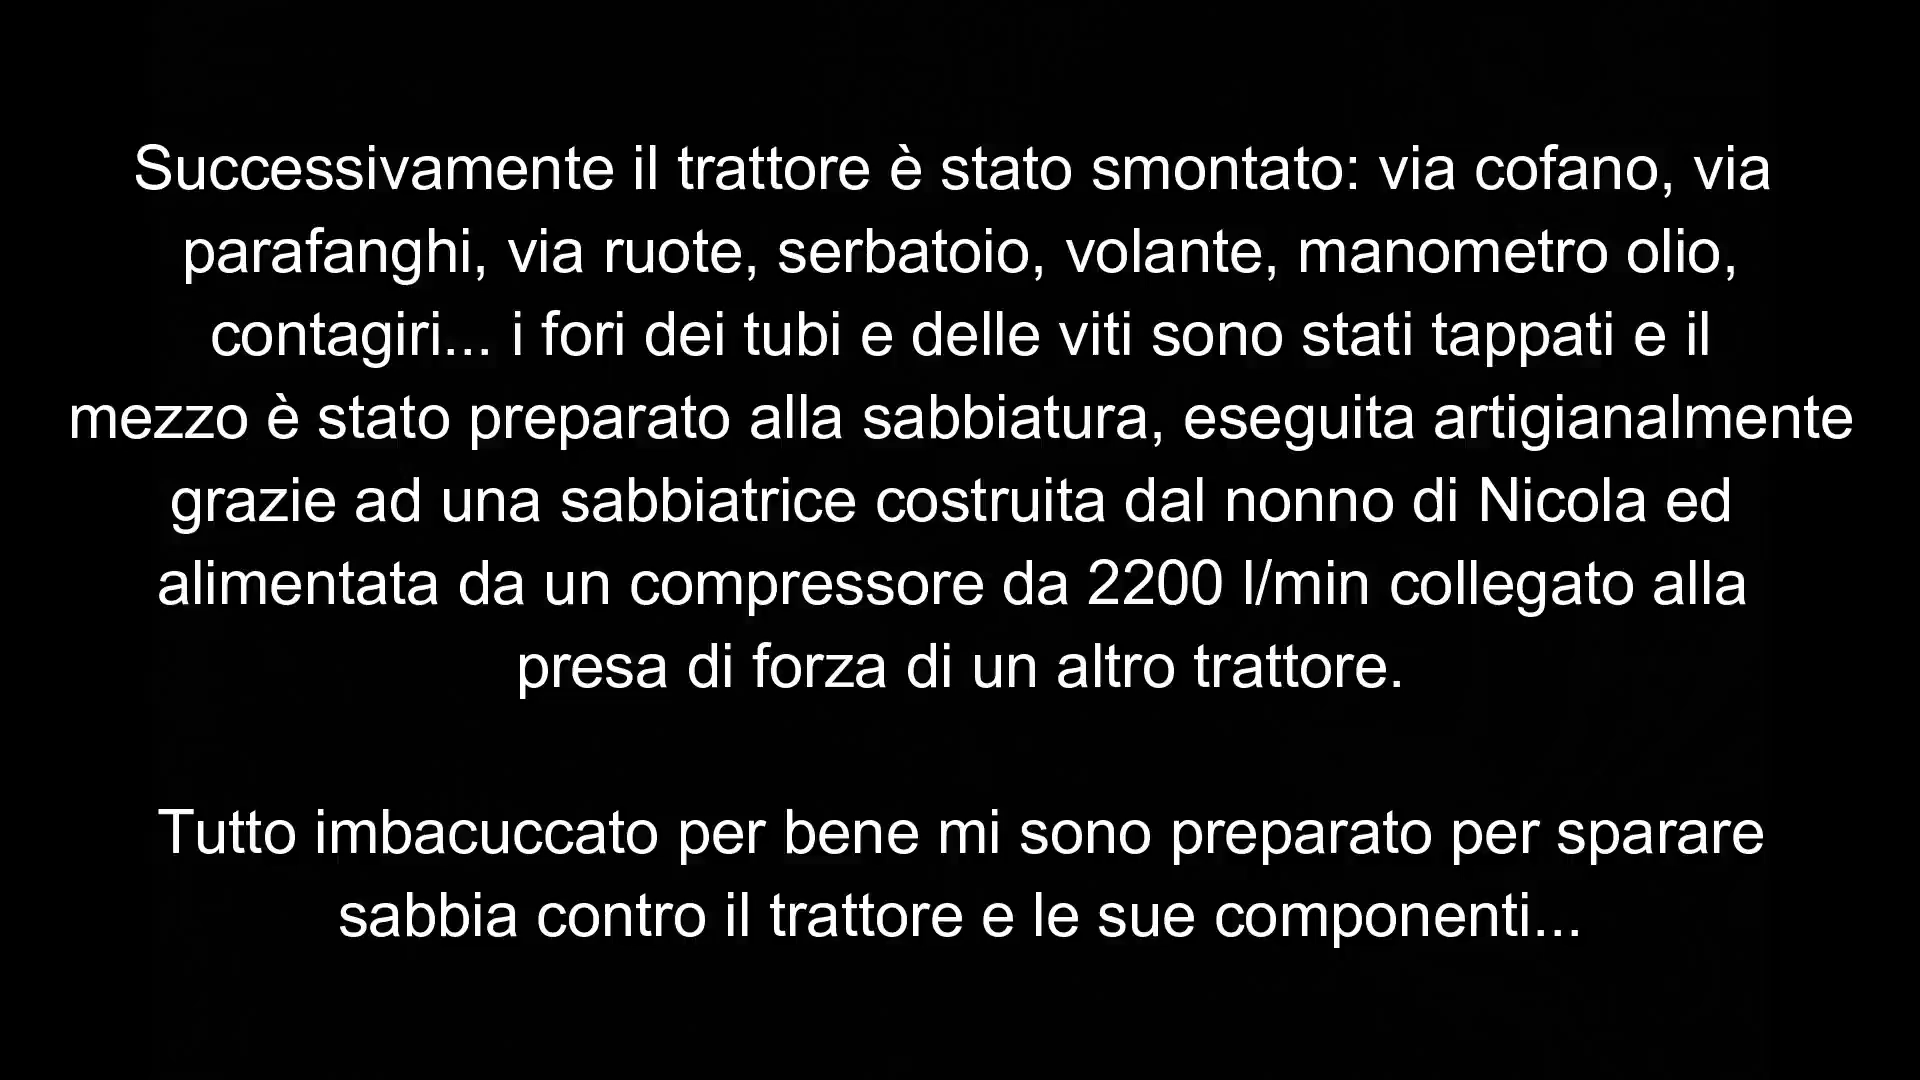 Successivamente il trattore è stato smontato: via cofano, via
parafanghi, via ruote, serbatoio, volante, manometro olio,
contagiri... i fori dei tubi e delle viti sono stati tappati e il
mezzo è stato preparato alla sabbiatura, eseguita artigianalmente
grazie ad una sabbiatrice costruita dal nonno di Nicola ed
alimentata da un compressore da 2200 l/min collegato alla
presa di forza di un altro trattore.
Tutto imbacuccato per bene mi sono preparato per sparare
sabbia contro il trattore e le sue componenti...